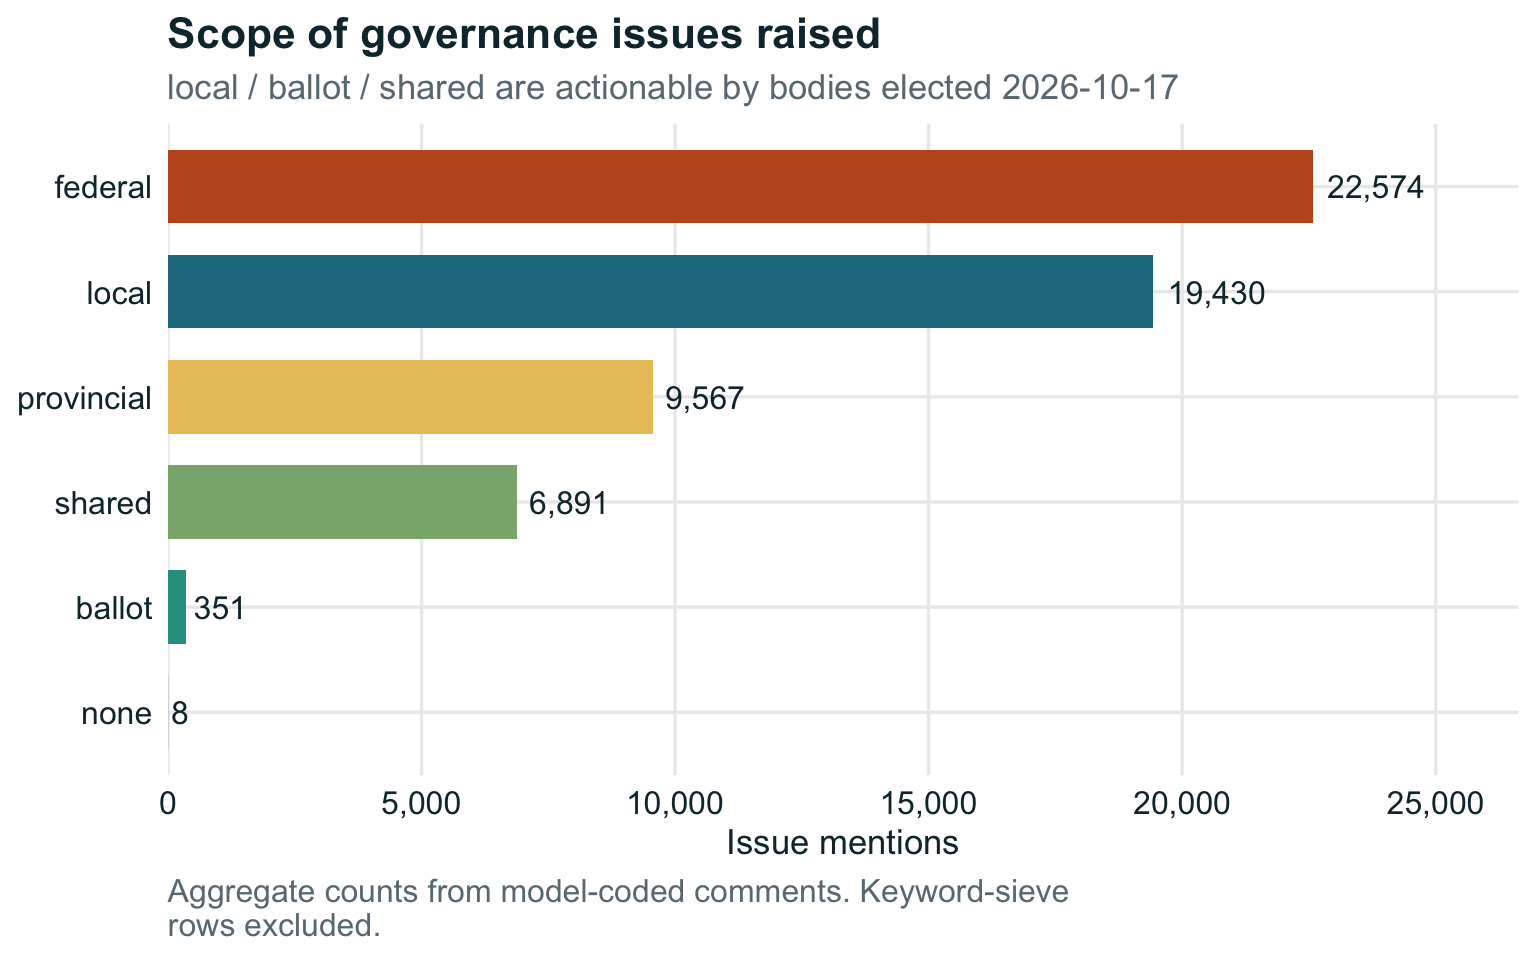 Scope of governance issues raised
local / ballot / shared are actionable by bodies elected 2026-10-17
federal 22,574
local 19,430
provincial 9,567
shared 6,891
ballot 351
none 8
0 5,000 10,000 15,000 20,000 25,000
Issue mentions
Aggregate counts from model-coded comments. Keyword-sieve
rows excluded.